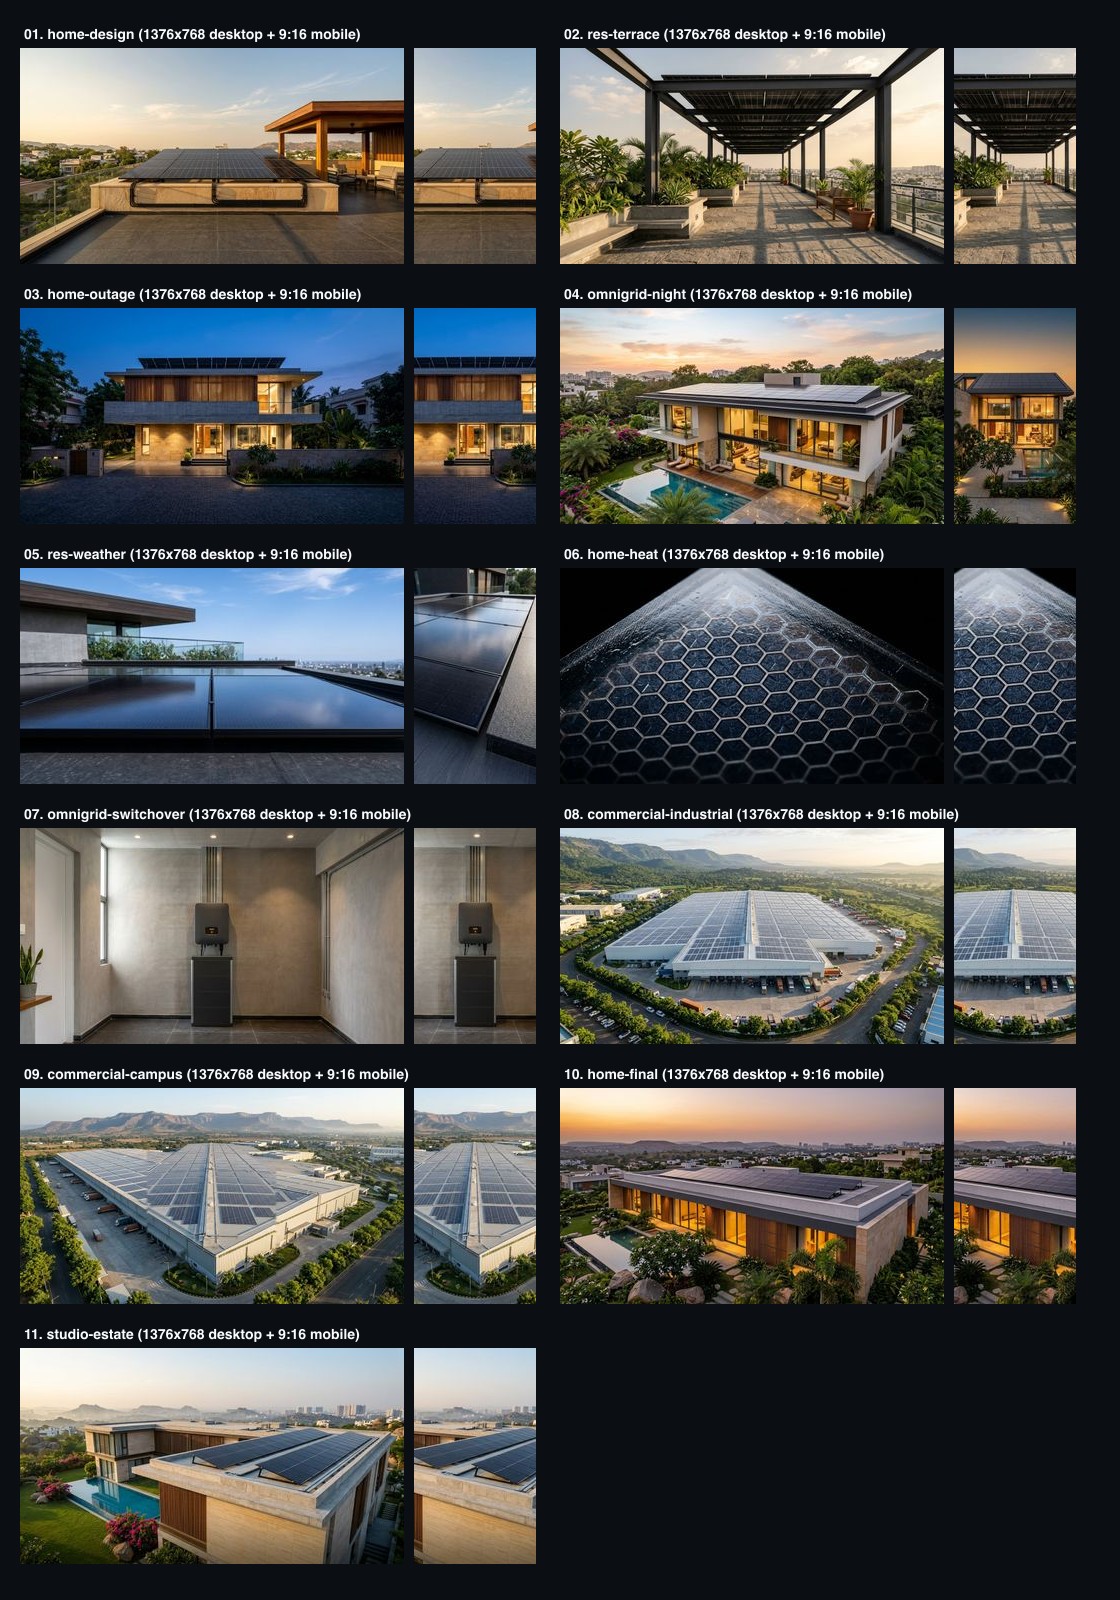 01. home-design (1376x768 desktop + 9:16 mobile)
02. res-terrace (1376x768 desktop + 9:16 mobile)
03. home-outage (1376x768 desktop + 9:16 mobile)
04. omnigrid-night (1376x768 desktop + 9:16 mobile)
05. res-weather (1376x768 desktop + 9:16 mobile)
06. home-heat (1376x768 desktop + 9:16 mobile)
07. omnigrid-switchover (1376x768 desktop + 9:16 mobile)
08. commercial-industrial (1376x768 desktop + 9:16 mobile)
09. commercial-campus (1376x768 desktop + 9:16 mobile)
10. home-final (1376x768 desktop + 9:16 mobile)
11. studio-estate (1376x768 desktop + 9:16 mobile)